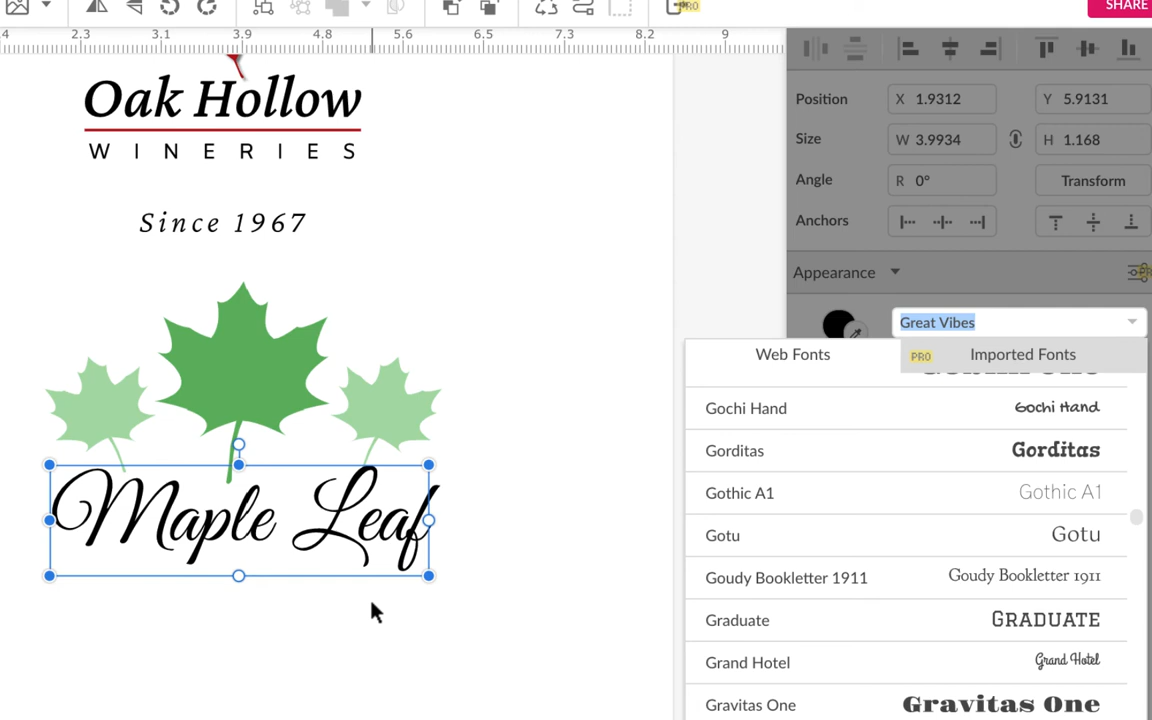 PRO
SHARE
.4 2.3 3.1 3.9 4.8 5.6 6.5 7.3 8.2 9
Oak Hollow
WINERIES
Since 1967
Maple Leaf
Position X 1.9312 Y 5.9131
Size W 3.9934 H 1.168
Angle R 0° Transform
Anchors
Appearance
Great Vibes
Web Fonts PRO Imported Fonts
Gochi Hand Gochi Hand
Gorditas Gorditas
Gothic A1 Gothic A1
Gotu Gotu
Goudy Bookletter 1911 Goudy Bookletter 1911
Graduate GRADUATE
Grand Hotel Grand Hotel
Gravitas One Gravitas One